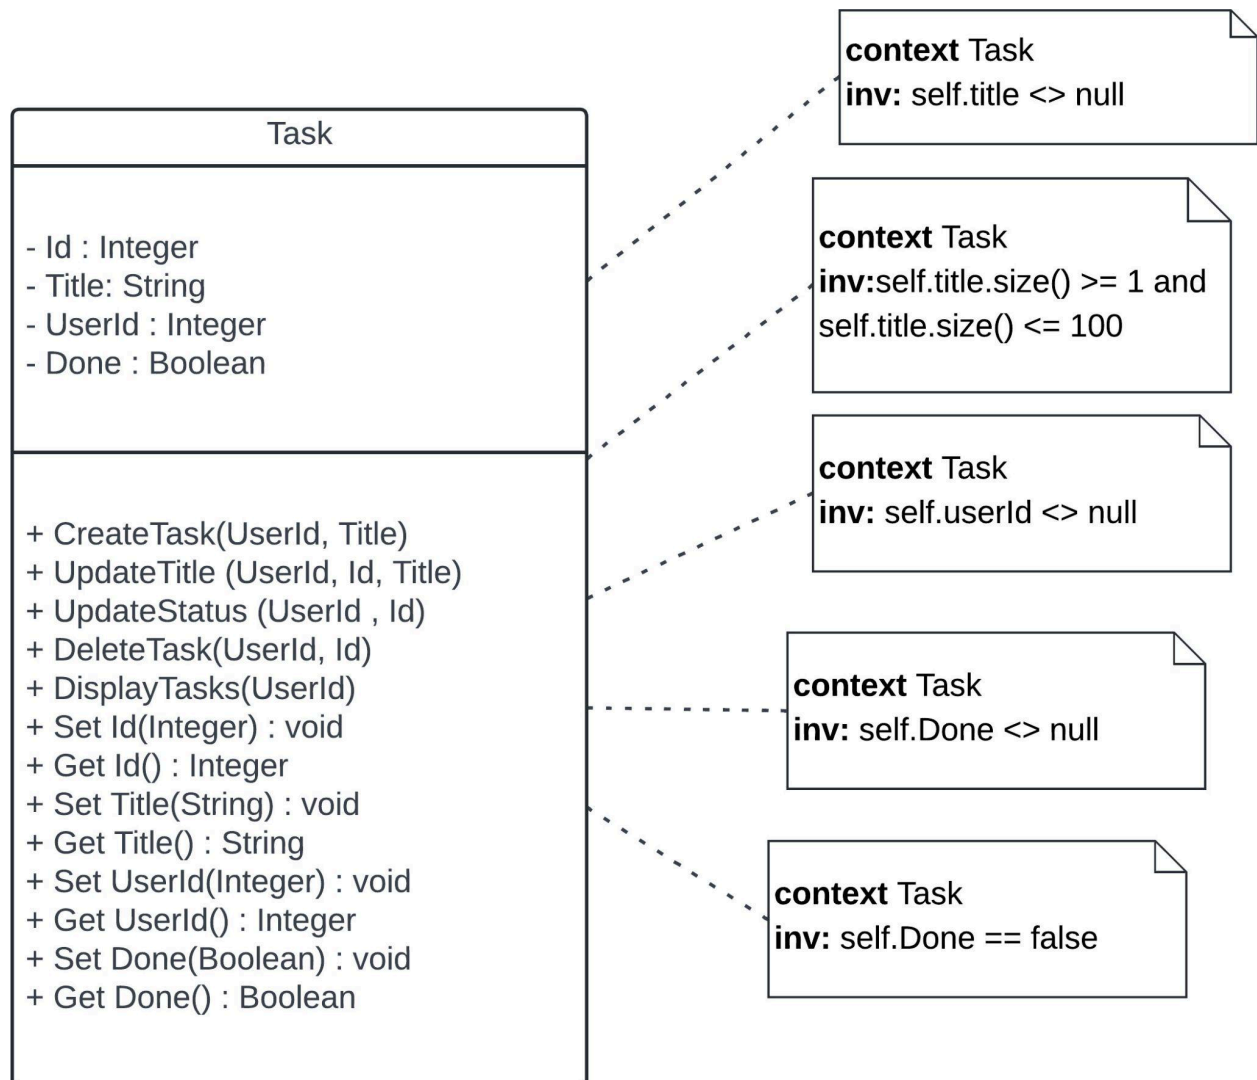 Task
- Id : Integer
- Title: String
- UserId : Integer
- Done : Boolean
+ CreateTask(UserId, Title)
+ UpdateTitle (UserId, Id, Title)
+ UpdateStatus (UserId , Id)
+ DeleteTask(UserId, Id)
+ DisplayTasks(UserId)
+ Set Id(Integer) : void
+ Get Id() : Integer
+ Set Title(String) : void
+ Get Title() : String
+ Set UserId(Integer) : void
+ Get UserId() : Integer
+ Set Done(Boolean) : void
+ Get Done() : Boolean
context Task
inv: self.title <> null
context Task
inv:self.title.size() >= 1 and
self.title.size() <= 100
context Task
inv: self.userId <> null
context Task
inv: self.Done <> null
context Task
inv: self.Done == false